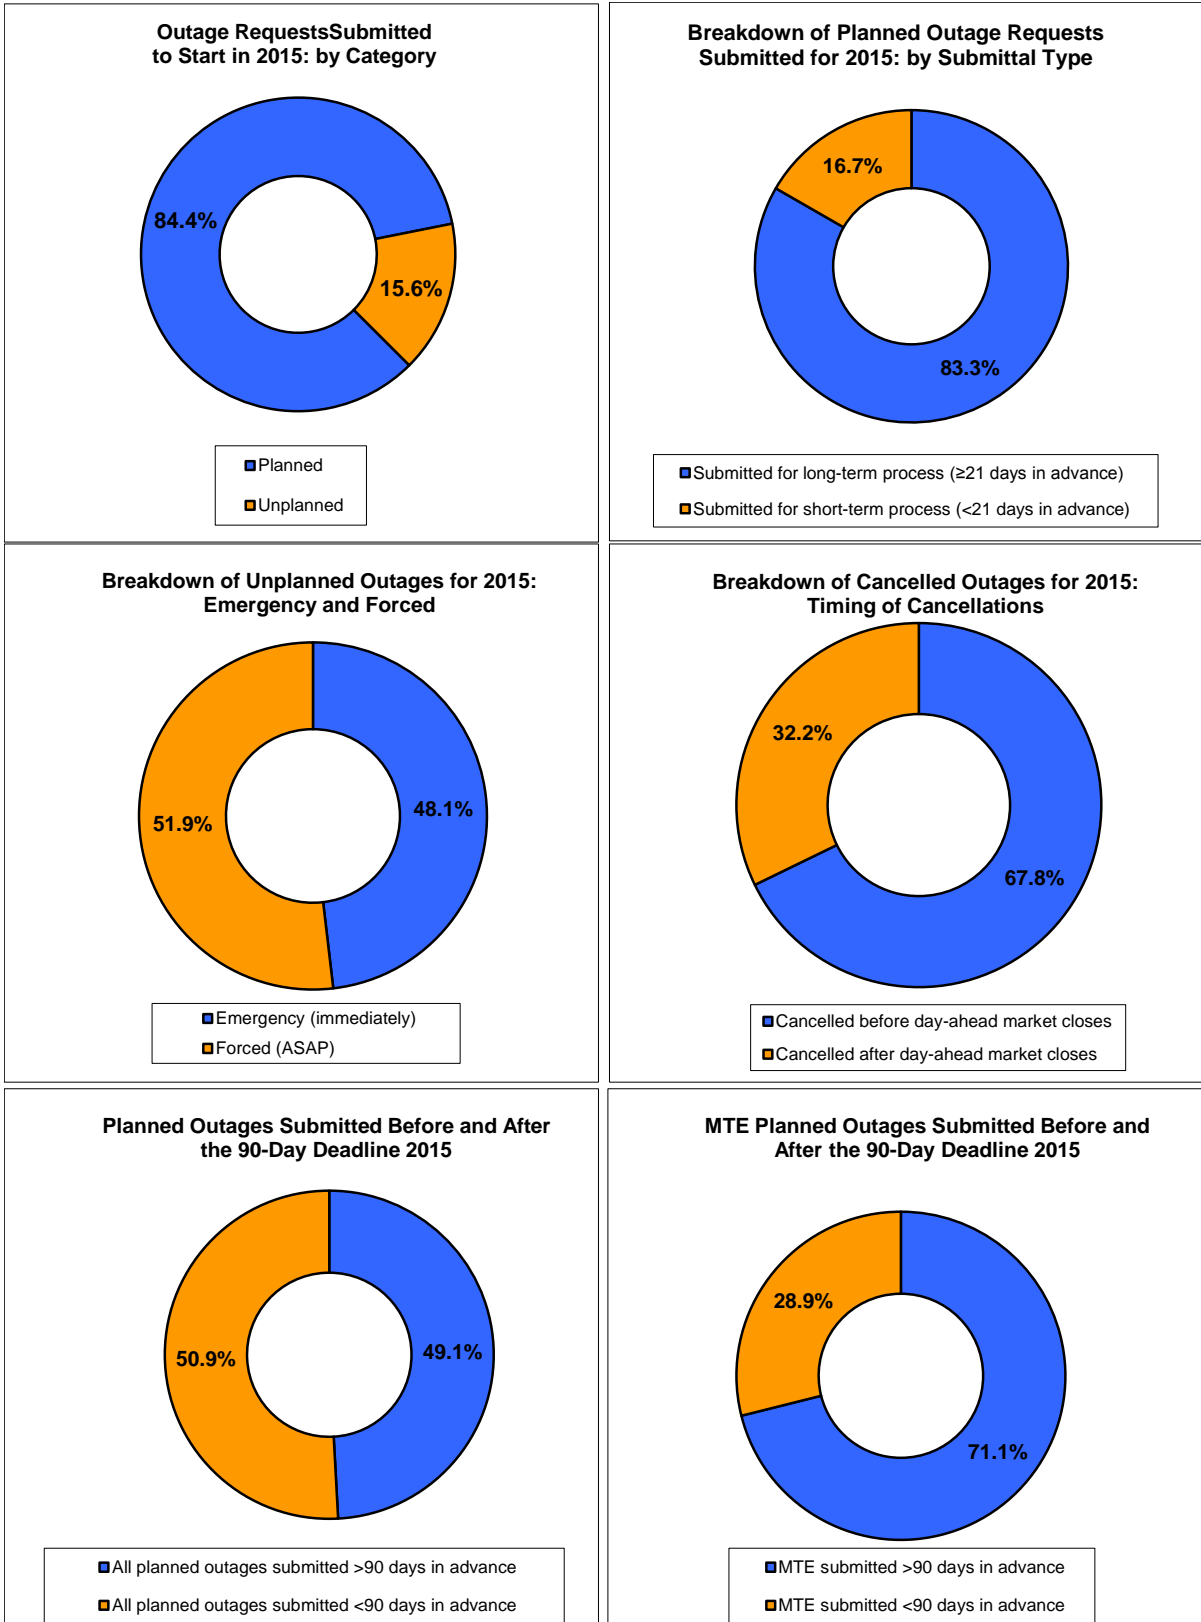 Outage RequestsSubmitted
to Start in 2015: by Category
84.4%
15.6%
Planned
Unplanned
Breakdown of Planned Outage Requests
Submitted for 2015: by Submittal Type
16.7%
83.3%
Submitted for long-term process (≥21 days in advance)
Submitted for short-term process (<21 days in advance)
Breakdown of Unplanned Outages for 2015:
Emergency and Forced
48.1%
51.9%
Emergency (immediately)
Forced (ASAP)
Breakdown of Cancelled Outages for 2015:
Timing of Cancellations
32.2%
67.8%
Cancelled before day-ahead market closes
Cancelled after day-ahead market closes
Planned Outages Submitted Before and After
the 90-Day Deadline 2015
49.1%
50.9%
All planned outages submitted >90 days in advance
All planned outages submitted <90 days in advance
MTE Planned Outages Submitted Before and
After the 90-Day Deadline 2015
28.9%
71.1%
MTE submitted >90 days in advance
MTE submitted <90 days in advance